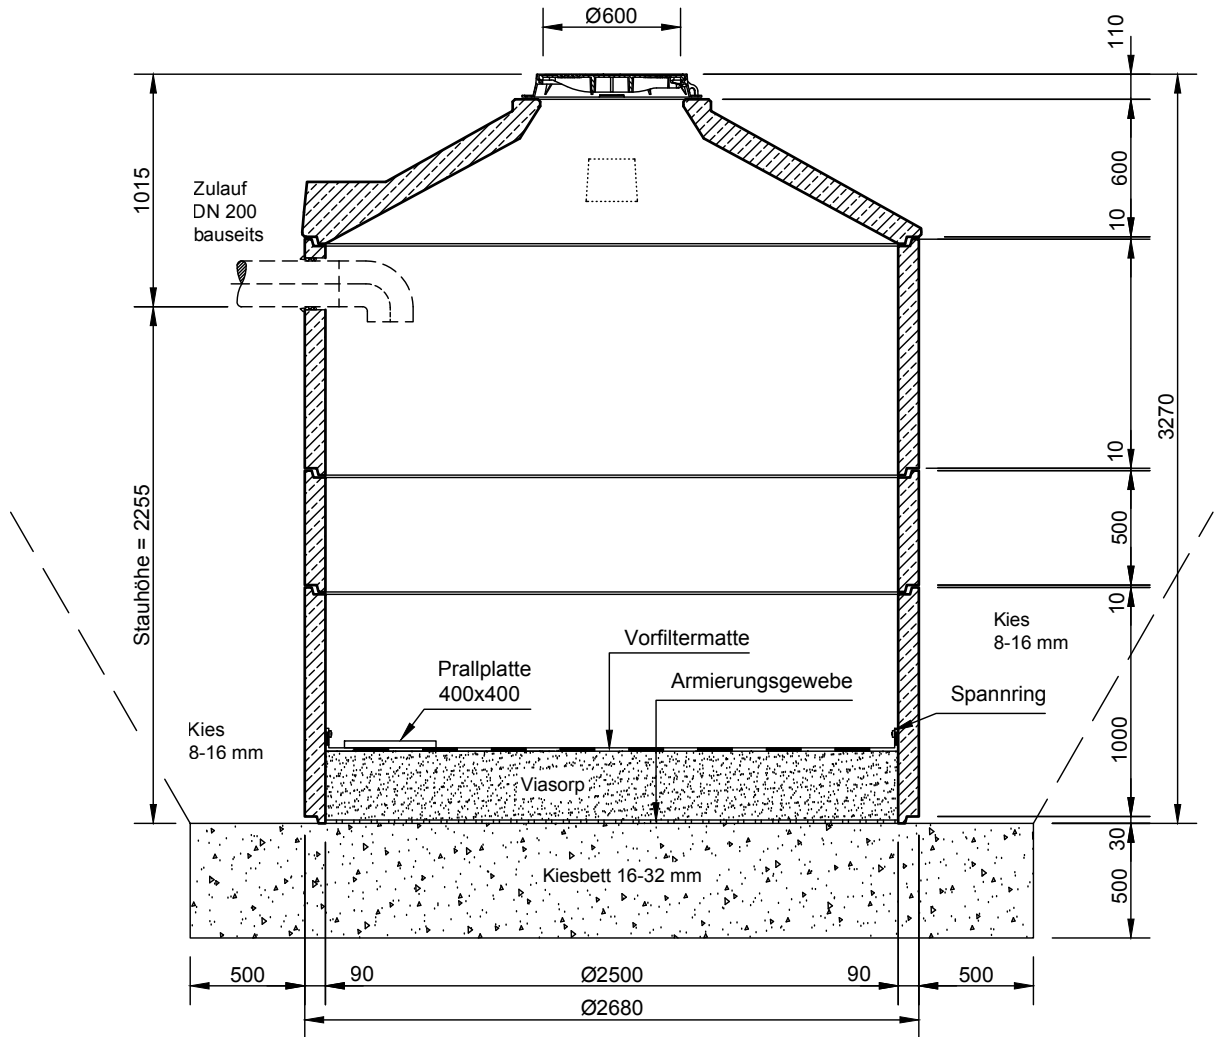 Ø600
110
1015
Zulauf
DN 200
bauseits
600
10
3270
10
500
Stauhöhe = 2255
10
Kies
8-16 mm
Vorfiltermatte
Prallplatte
400x400
Armierungsgewebe
Spannring
Kies
8-16 mm
1000
Viasorp
30
Kiesbett 16-32 mm
500
500
90
Ø2500
90
500
Ø2680